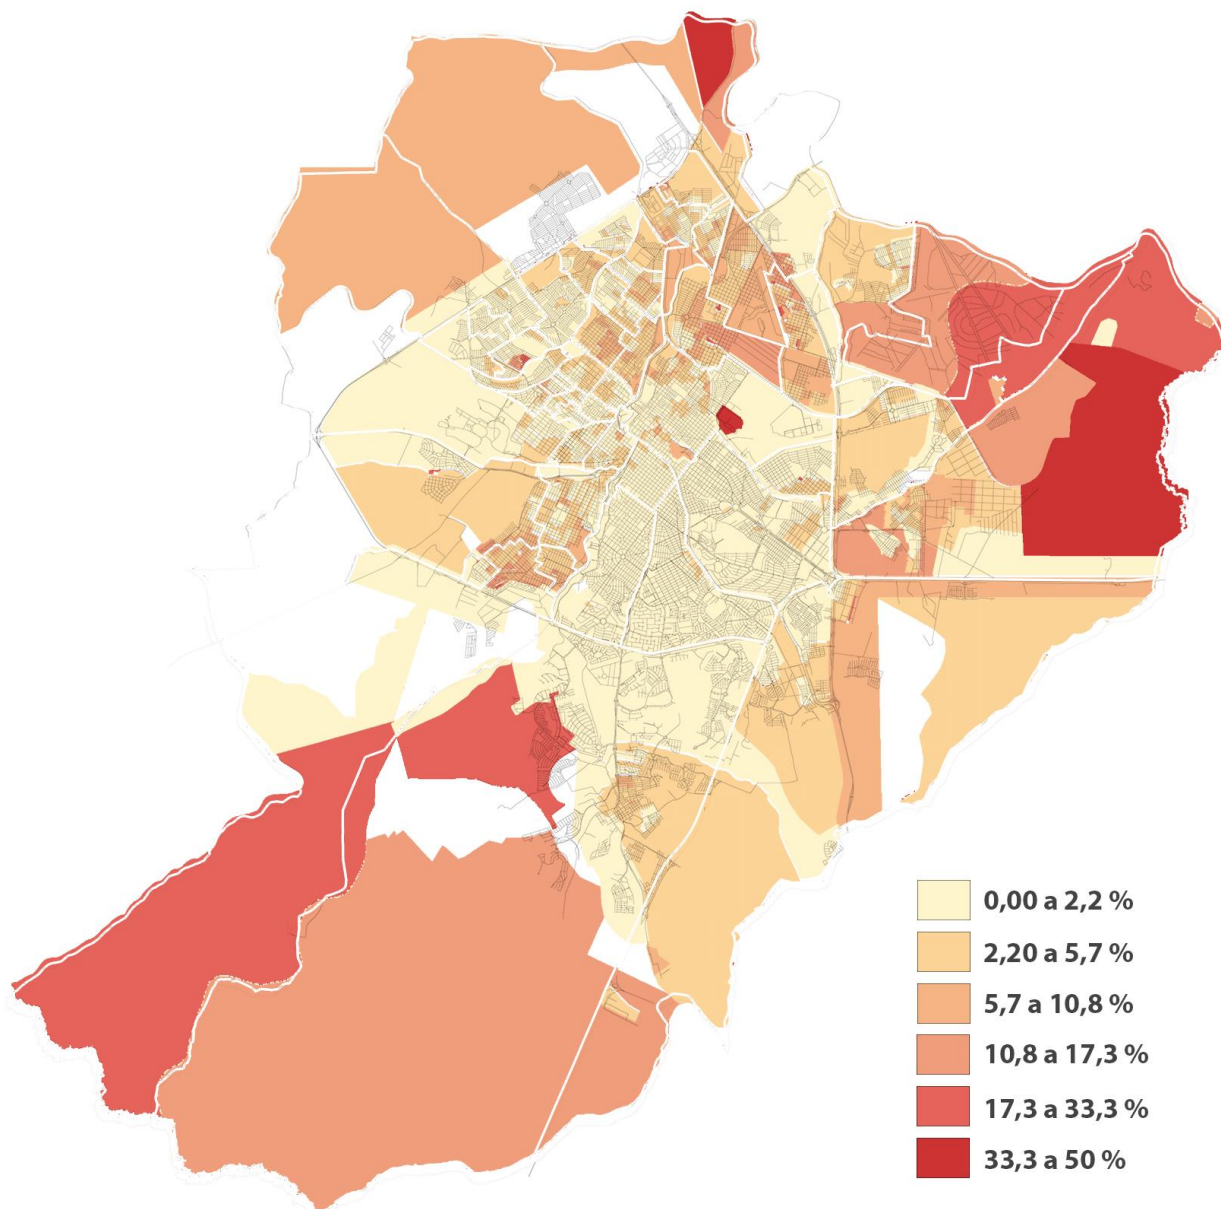 0,00 a 2,2 %
2,20 a 5,7 %
5,7 a 10,8 %
10,8 a 17,3 %
17,3 a 33,3 %
33,3 a 50 %